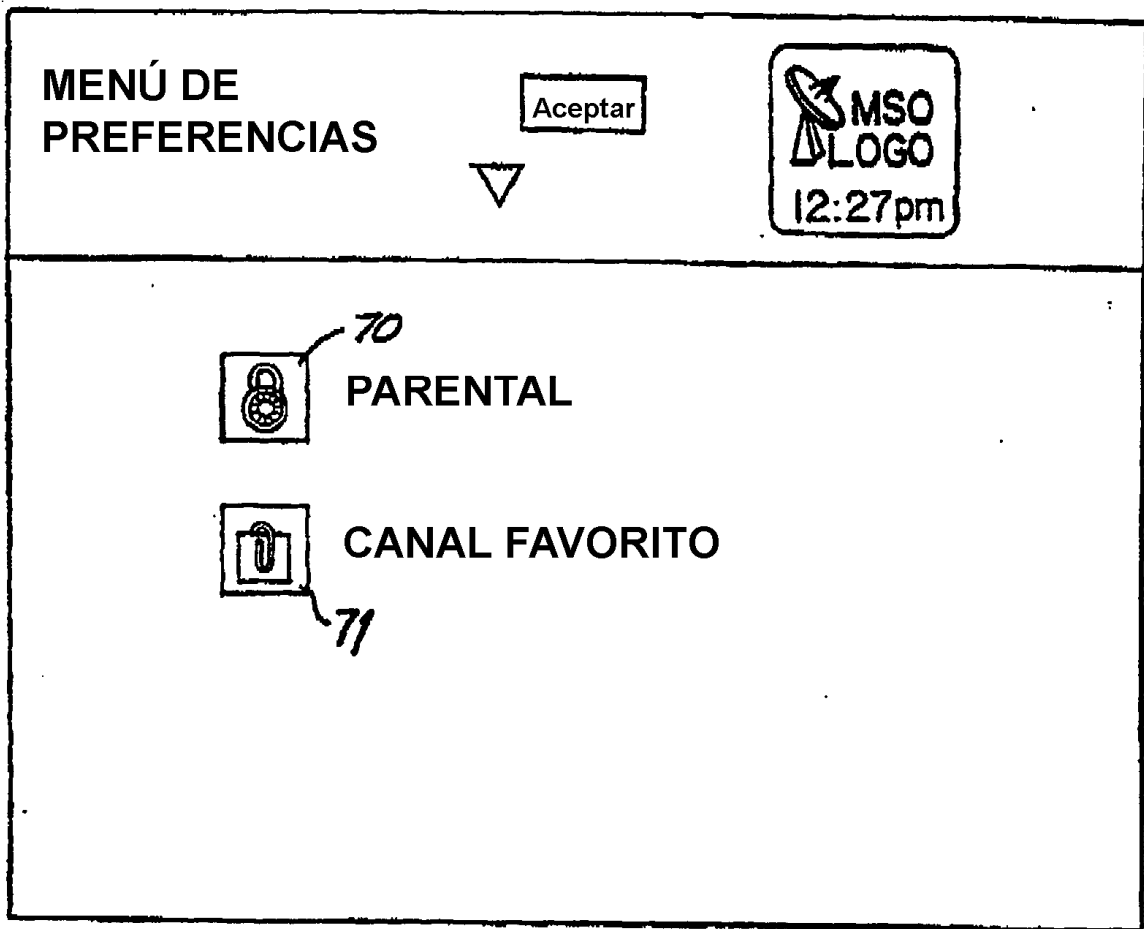 MENÚ DE
PREFERENCIAS
Aceptar
MSO
LOGO
12:27pm
70
PARENTAL
CANAL FAVORITO
71